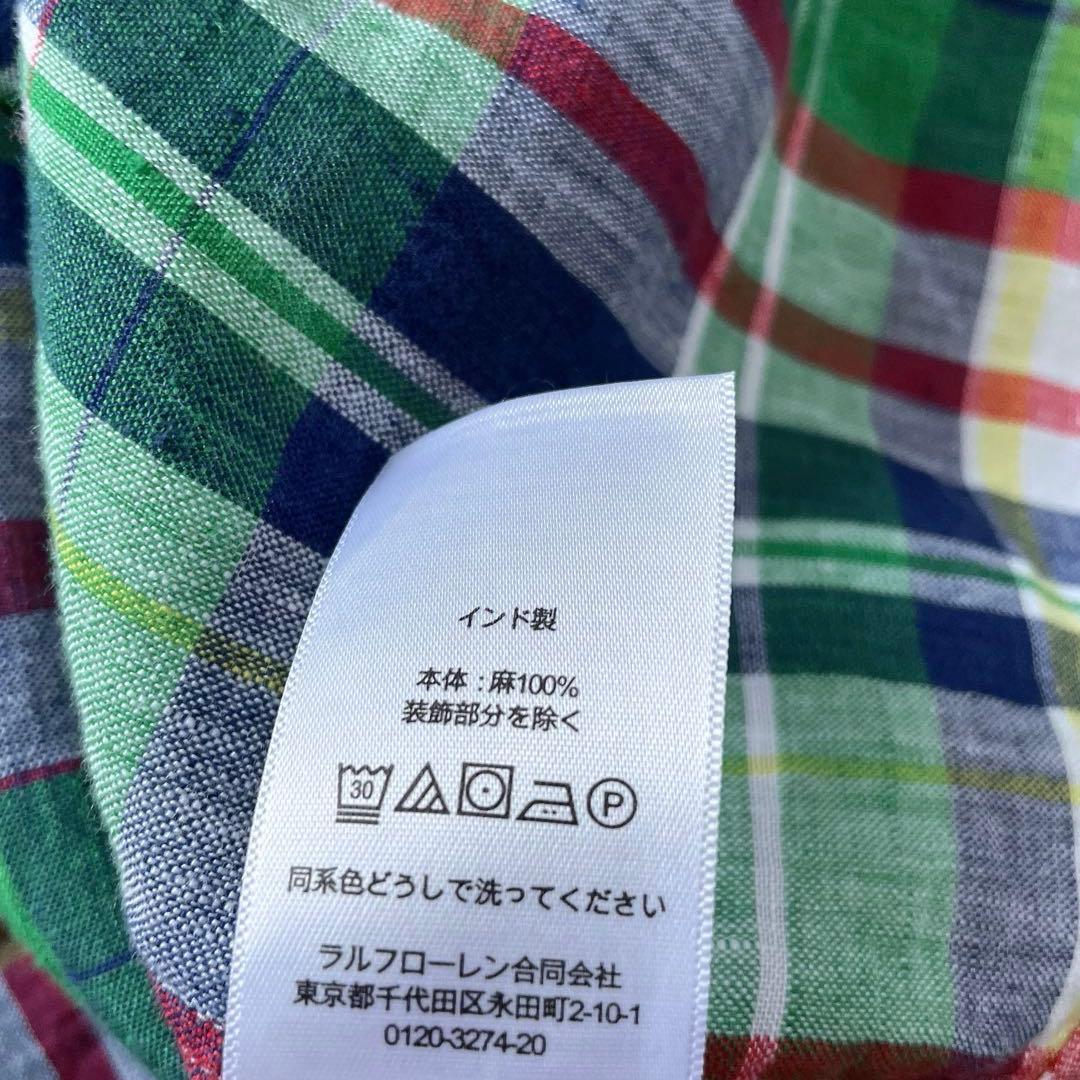 インド製
本体 : 麻100%
装飾部分を除く
30 P
同系色どうしで洗ってください
ラルフローレン合同会社
東京都千代田区永田町2-10-1
0120-3274-20